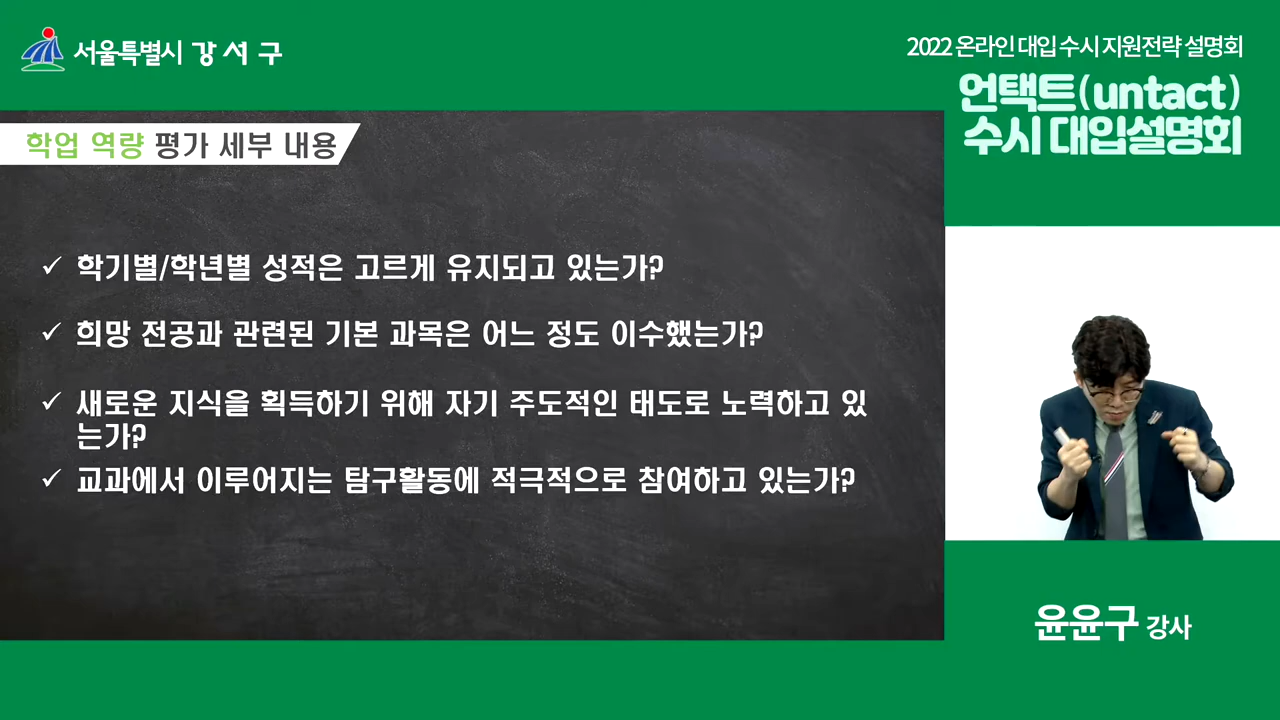 서울특별시 강서구
2022 온라인 대입 수시 지원전략 설명회
언택트(untact)
수시 대입설명회
학업 역량 평가 세부 내용
✓ 학기별/학년별 성적은 고르게 유지되고 있는가?
✓ 희망 전공과 관련된 기본 과목은 어느 정도 이수했는가?
✓ 새로운 지식을 획득하기 위해 자기 주도적인 태도로 노력하고 있
는가?
✓ 교과에서 이루어지는 탐구활동에 적극적으로 참여하고 있는가?
윤윤구 강사